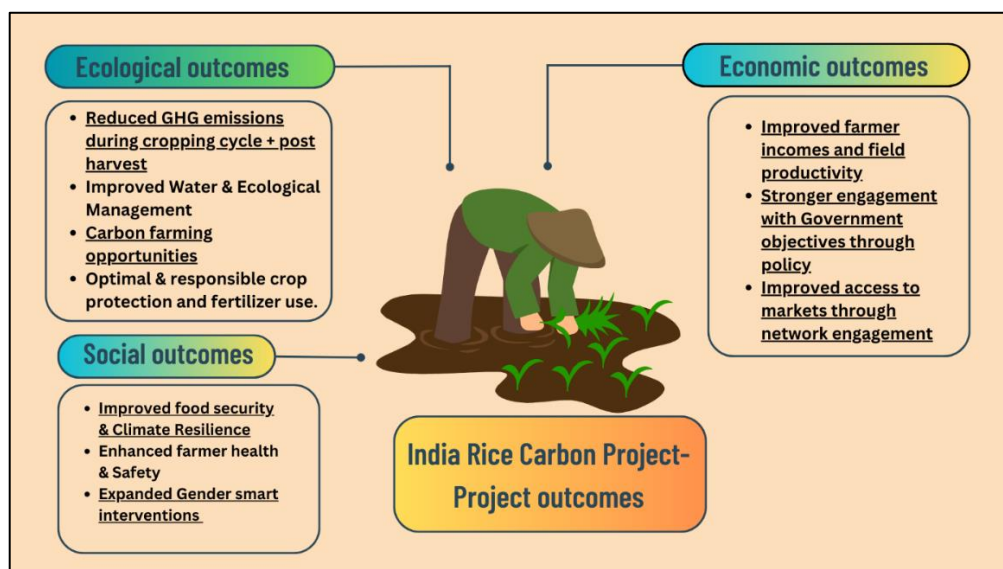 Ecological outcomes
• Reduced GHG emissions
during cropping cycle + post
harvest
• Improved Water & Ecological
Management
• Carbon farming
opportunities
• Optimal & responsible crop
protection and fertilizer use.
Social outcomes
• Improved food security
& Climate Resilience
• Enhanced farmer health
& Safety
• Expanded Gender smart
interventions
Economic outcomes
• Improved farmer
incomes and field
productivity
• Stronger engagement
with Government
objectives through
policy
• Improved access to
markets through
network engagement
India Rice Carbon Project-
Project outcomes